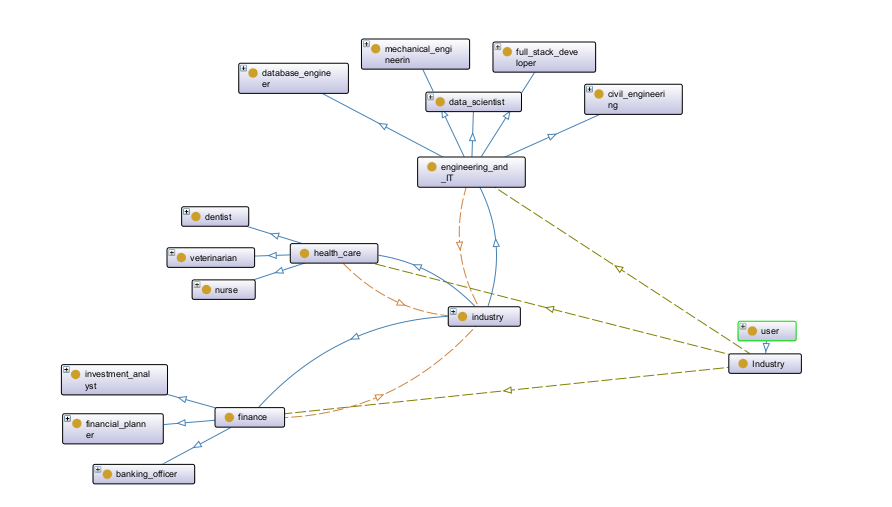 mechanical_engi
neerin
full_stack_deve
loper
database_engine
er
data_scientist
civil_engineeri
ng
engineering_and
_IT
dentist
veterinarian
health_care
nurse
industry
user
Industry
investment_anal
yst
finance
financial_plann
er
banking_officer